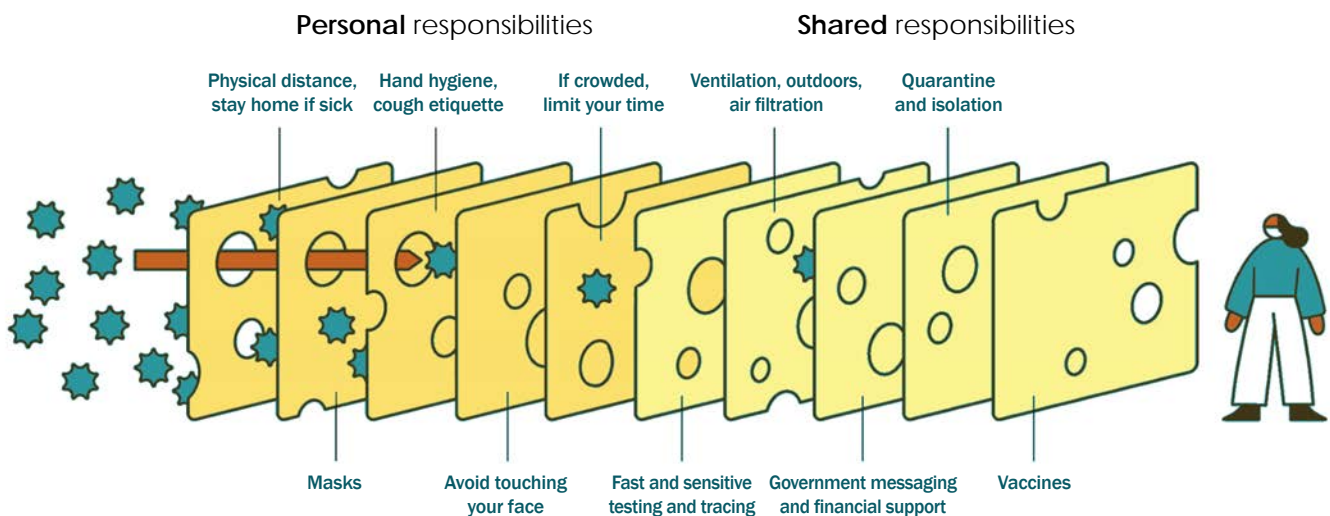 Personal responsibilities
Shared responsibilities
Physical distance,
stay home if sick
Hand hygiene,
cough etiquette
If crowded,
limit your time
Ventilation, outdoors,
air filtration
Quarantine
and isolation
Masks
Avoid touching
your face
Fast and sensitive
testing and tracing
Government messaging
and financial support
Vaccines